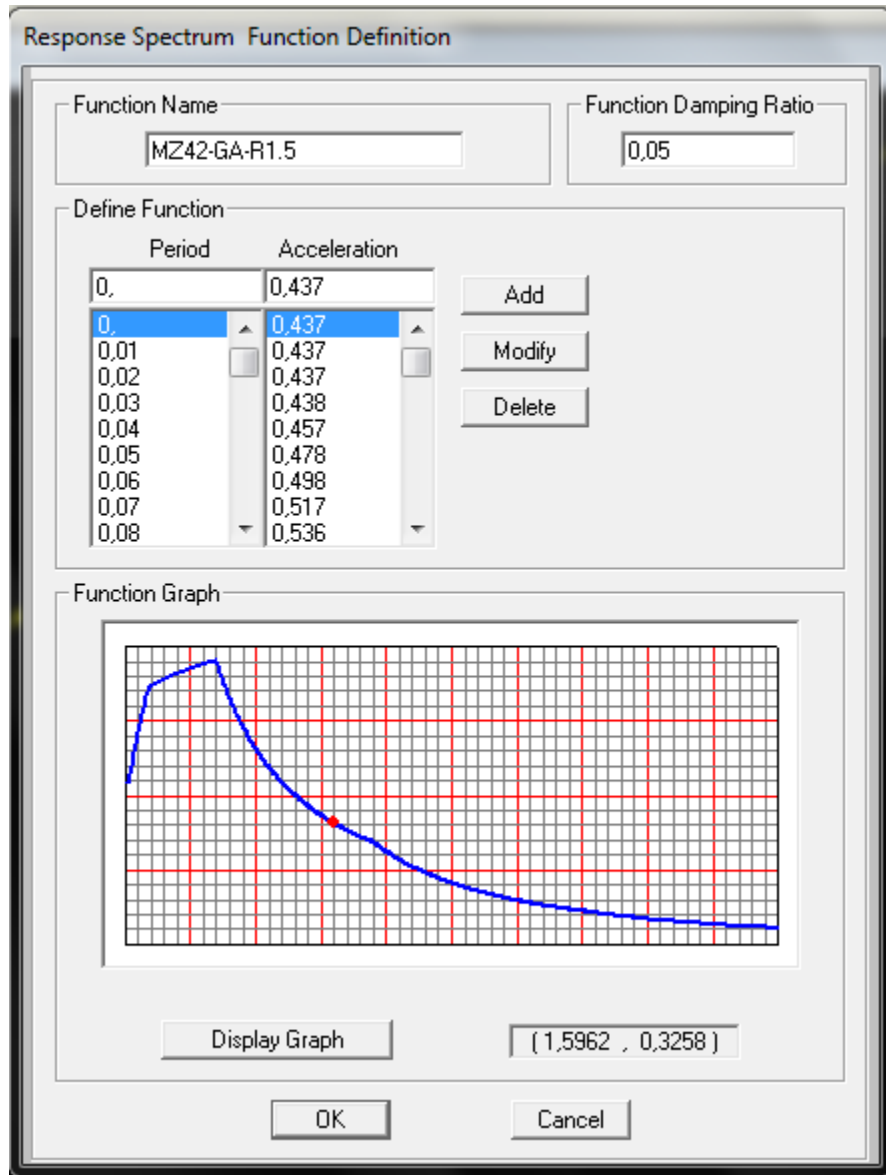 Response Spectrum Function Definition
Function Name
Function Damping Ratio
MZ42-GA-R1.5
0,05
Define Function
Period Acceleration
0, 0,437
Add
0, 0,437
0,01 0,437
Modify
0,02 0,437
0,03 0,438
Delete
0,04 0,457
0,05 0,478
0,06 0,498
0,07 0,517
0,08 0,536
Function Graph
Display Graph
( 1,5962 , 0,3258 )
OK
Cancel